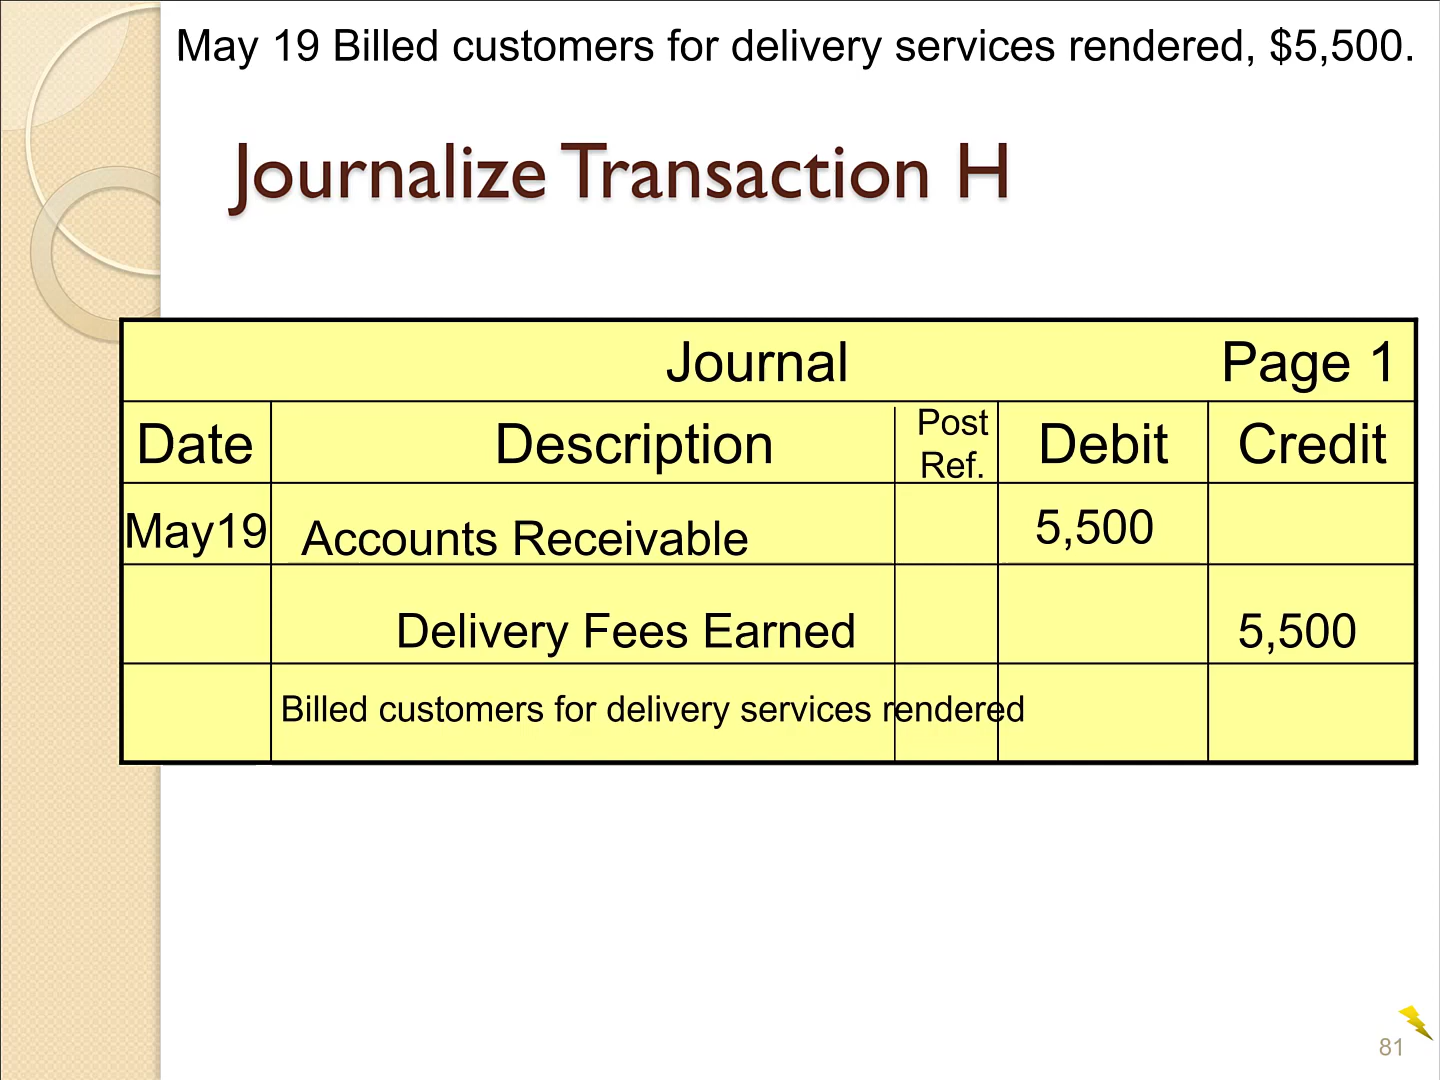 May 19 Billed customers for delivery services rendered, $5,500.
Journalize Transaction H
Journal Page 1
Date Description Post Ref. Debit Credit
May19 Accounts Receivable 5,500
Delivery Fees Earned 5,500
Billed customers for delivery services rendered
81